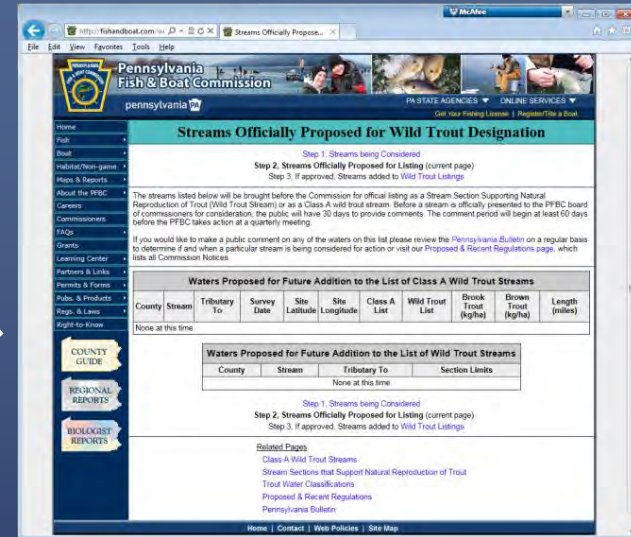 McAfee
http://fishandboat.com/
Streams Officially Propose...
File Edit View Favorites Tools Help
Pennsylvania
Fish & Boat Commission
pennsylvania PA
PA STATE AGENCIES ONLINE SERVICES
Get Your Fishing License | Register/Title a Boat
Home
Fish
Boat
Habitat/Non-game
Maps & Reports
About the PFBC
Careers
Commissioners
FAQs
Grants
Learning Center
Partners & Links
Permits & Forms
Pubs. & Products
Regs. & Laws
Right-to-Know
COUNTY
GUIDE
REGIONAL
REPORTS
BIOLOGIST
REPORTS
Streams Officially Proposed for Wild Trout Designation
Step 1, Streams being Considered
Step 2, Streams Officially Proposed for Listing (current page)
Step 3, If approved, Streams added to Wild Trout Listings
The streams listed below will be brought before the Commission for official listing as a Stream Section Supporting Natural
Reproduction of Trout (Wild Trout Stream) or as a Class A wild trout stream. Before a stream is officially presented to the PFBC board
of commissioners for consideration, the public will have 30 days to provide comments. The comment period will begin at least 60 days
before the PFBC takes action at a quarterly meeting.
If you would like to make a public comment on any of the waters on this list please review the Pennsylvania Bulletin on a regular basis
to determine if and when a particular stream is being considered for action or visit our Proposed & Recent Regulations page, which
lists all Commission Notices.
Waters Proposed for Future Addition to the List of Class A Wild Trout Streams
County Stream Tributary To Survey Date Site Latitude Site Longitude Class A List Wild Trout List Brook Trout (kg/ha) Brown Trout (kg/ha) Length (miles)
None at this time
Waters Proposed for Future Addition to the List of Wild Trout Streams
County Stream Tributary To Section Limits
None at this time
Step 1, Streams being Considered
Step 2, Streams Officially Proposed for Listing (current page)
Step 3, If approved, Streams added to Wild Trout Listings
Related Pages
Class A Wild Trout Streams
Stream Sections that Support Natural Reproduction of Trout
Trout Water Classifications
Proposed & Recent Regulations
Pennsylvania Bulletin
Home | Contact | Web Policies | Site Map